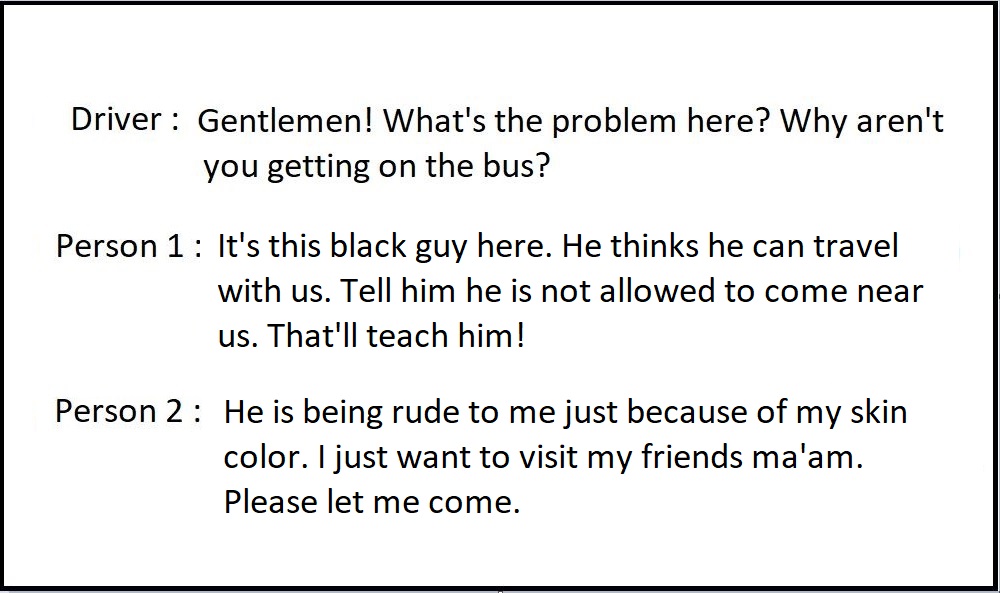 Driver : Gentlemen! What's the problem here? Why aren't
you getting on the bus?
Person 1 : It's this black guy here. He thinks he can travel
with us. Tell him he is not allowed to come near
us. That'll teach him!
Person 2 : He is being rude to me just because of my skin
color. I just want to visit my friends ma'am.
Please let me come.